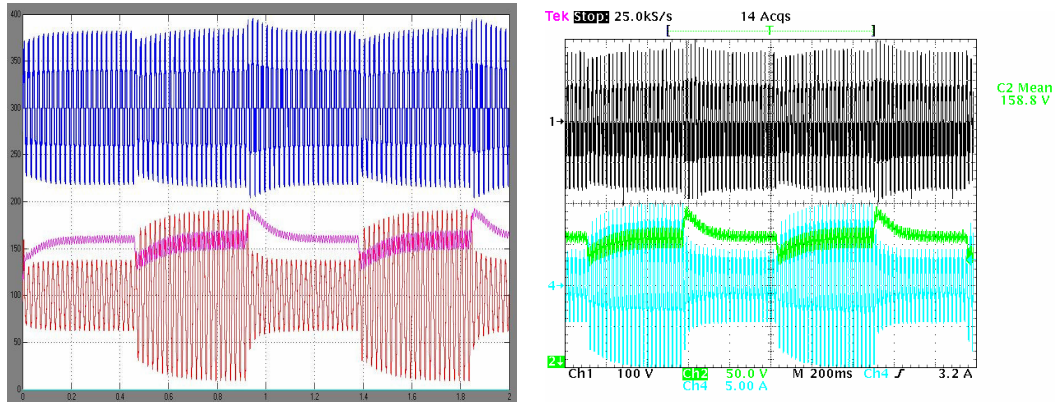 400
350
300
250
200
150
100
50
0
0 0.2 0.4 0.6 0.8 1 1.2 1.4 1.6 1.8 2
Tek Stop: 25.0kS/s 14 Acqs
T
C2 Mean
158.8 V
1
4
2
Ch1 100 V Ch2 50.0 V M 200ms Ch4 3.2 A
Ch4 5.00 A